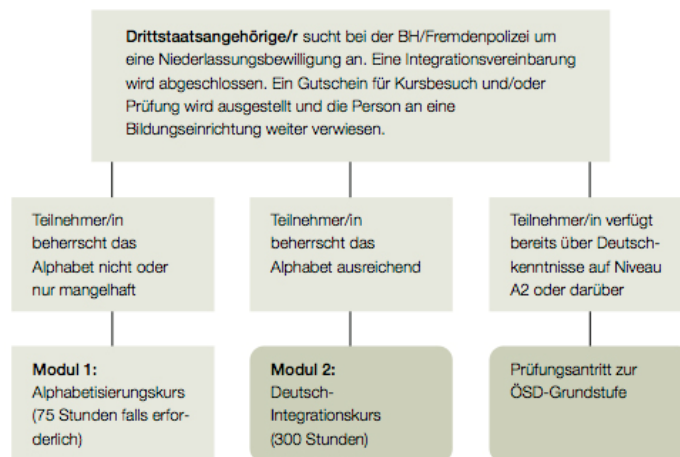 Drittstaatsangehörige/r sucht bei der BH/Fremdenpolizei um
eine Niederlassungsbewilligung an. Eine Integrationsvereinbarung
wird abgeschlossen. Ein Gutschein für Kursbesuch und/oder
Prüfung wird ausgestellt und die Person an eine
Bildungseinrichtung weiter verwiesen.
Teilnehmer/in
beherrscht das
Alphabet nicht oder
nur mangelhaft
Teilnehmer/in
beherrscht das
Alphabet ausreichend
Teilnehmer/in verfügt
bereits über Deutsch-
kenntnisse auf Niveau
A2 oder darüber
Modul 1:
Alphabetisierungskurs
(75 Stunden falls erfor-
derlich)
Modul 2:
Deutsch-
Integrationskurs
(300 Stunden)
Prüfungsantritt zur
ÖSD-Grundstufe